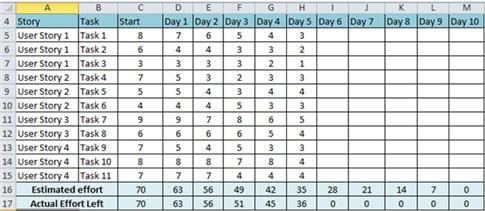 A B C D E F G H I J K L M
4 Story Task Start Day 1 Day 2 Day 3 Day 4 Day 5 Day 6 Day 7 Day 8 Day 9 Day 10
5 User Story 1 Task 1 8 7 6 5 4 3
6 User Story 1 Task 2 6 4 4 3 3 2
7 User Story 1 Task 3 3 3 3 3 2 1
8 User Story 2 Task 4 7 5 3 2 3 3
9 User Story 2 Task 5 5 5 4 3 4 4
10 User Story 2 Task 6 4 4 4 5 3 3
11 User Story 3 Task 7 9 9 7 8 6 5
12 User Story 3 Task 8 6 6 6 6 5 4
13 User Story 4 Task 9 7 5 4 5 3 3
14 User Story 4 Task 10 8 8 8 7 8 4
15 User Story 4 Task 11 7 7 7 4 4 4
16 Estimated effort 70 63 56 49 42 35 28 21 14 7 0
17 Actual Effort Left 70 63 56 51 45 36 0 0 0 0 0